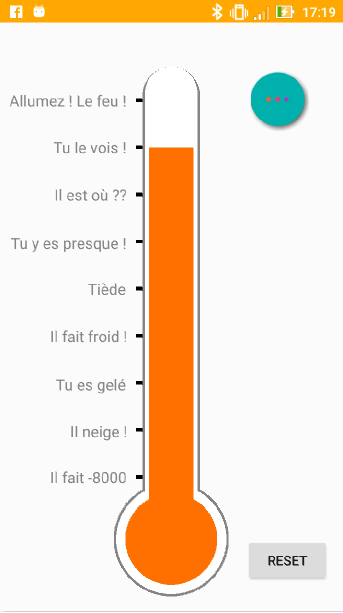 17:19
Allumez ! Le feu !
Tu le vois !
Il est où ??
Tu y es presque !
Tiède
Il fait froid !
Tu es gelé
Il neige !
Il fait -8000
RESET